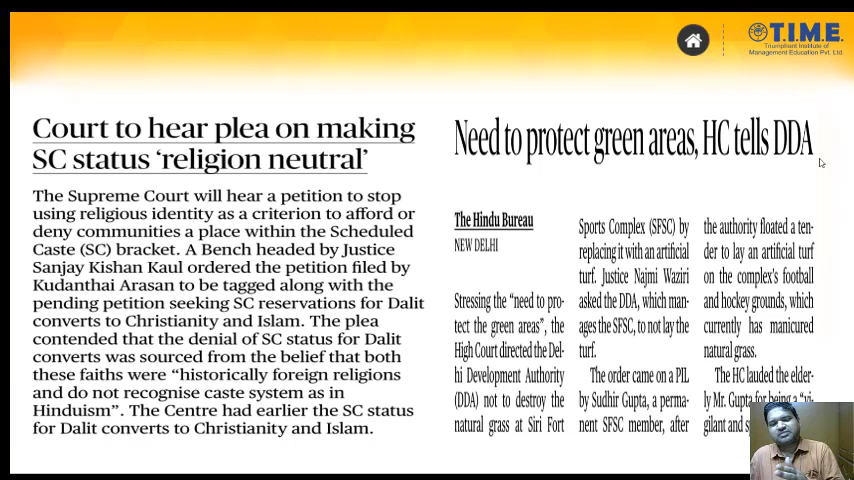 T.I.M.E.
Triumphant Institute of
Management Education Pvt. Ltd.
Court to hear plea on making
SC status ‘religion neutral’
The Supreme Court will hear a petition to stop
using religious identity as a criterion to afford or
deny communities a place within the Scheduled
Caste (SC) bracket. A Bench headed by Justice
Sanjay Kishan Kaul ordered the petition filed by
Kudanthai Arasan to be tagged along with the
pending petition seeking SC reservations for Dalit
converts to Christianity and Islam. The plea
contended that the denial of SC status for Dalit
converts was sourced from the belief that both
these faiths were “historically foreign religions
and do not recognise caste system as in
Hinduism”. The Centre had earlier the SC status
for Dalit converts to Christianity and Islam.
Need to protect green areas, HC tells DDA
The Hindu Bureau
NEW DELHI
Stressing the “need to pro-
tect the green areas”, the
High Court directed the Del-
hi Development Authority
(DDA) not to destroy the
natural grass at Siri Fort
Sports Complex (SFSC) by
replacing it with an artificial
turf. Justice Najmi Waziri
asked the DDA, which man-
ages the SFSC, to not lay the
turf.
The order came on a PIL
by Sudhir Gupta, a perma-
nent SFSC member, after
the authority floated a ten-
der to lay an artificial turf
on the complex’s football
and hockey grounds, which
currently has manicured
natural grass.
The HC lauded the elder-
ly Mr. Gupta for being a “vi-
gilant and